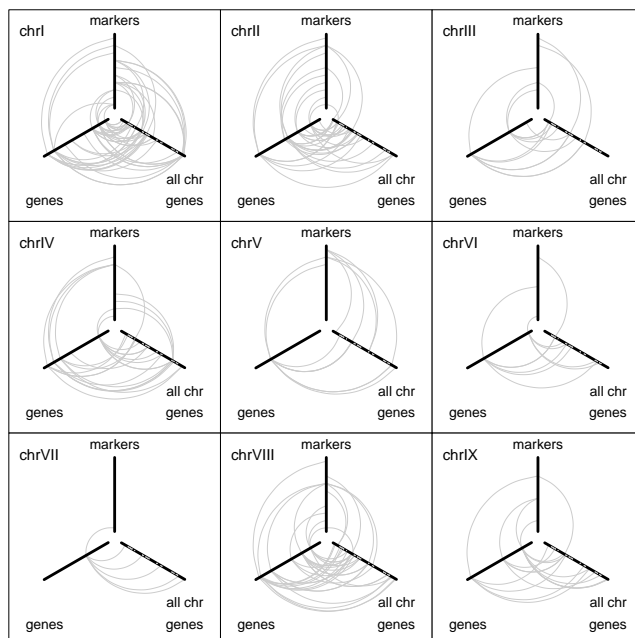 chrI
markers
genes
all chr
genes
chrII
markers
genes
all chr
genes
chrIII
markers
genes
all chr
genes
chrIV
markers
genes
all chr
genes
chrV
markers
genes
all chr
genes
chrVI
markers
genes
all chr
genes
chrVII
markers
genes
all chr
genes
chrVIII
markers
genes
all chr
genes
chrIX
markers
genes
all chr
genes